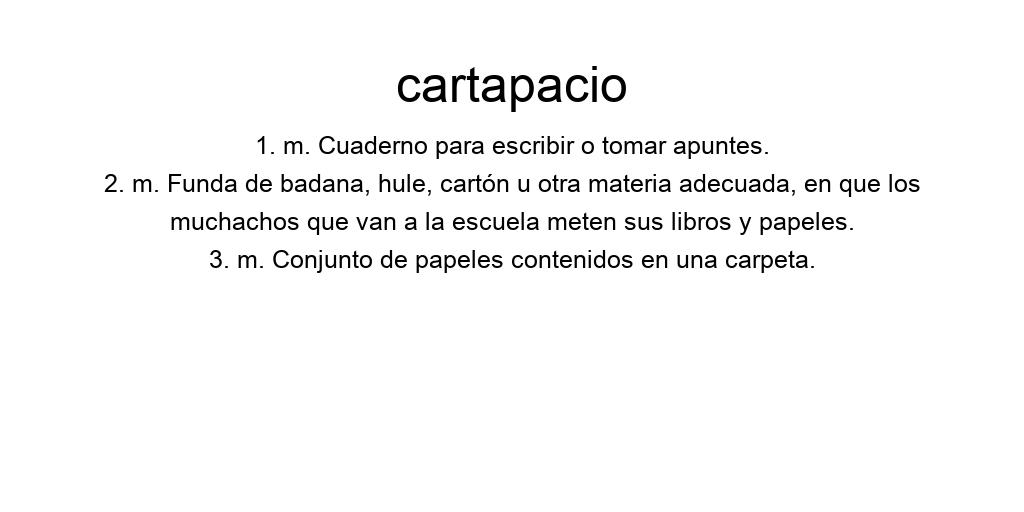 cartapacio
1. m. Cuaderno para escribir o tomar apuntes.
2. m. Funda de badana, hule, cartón u otra materia adecuada, en que los
muchachos que van a la escuela meten sus libros y papeles.
3. m. Conjunto de papeles contenidos en una carpeta.